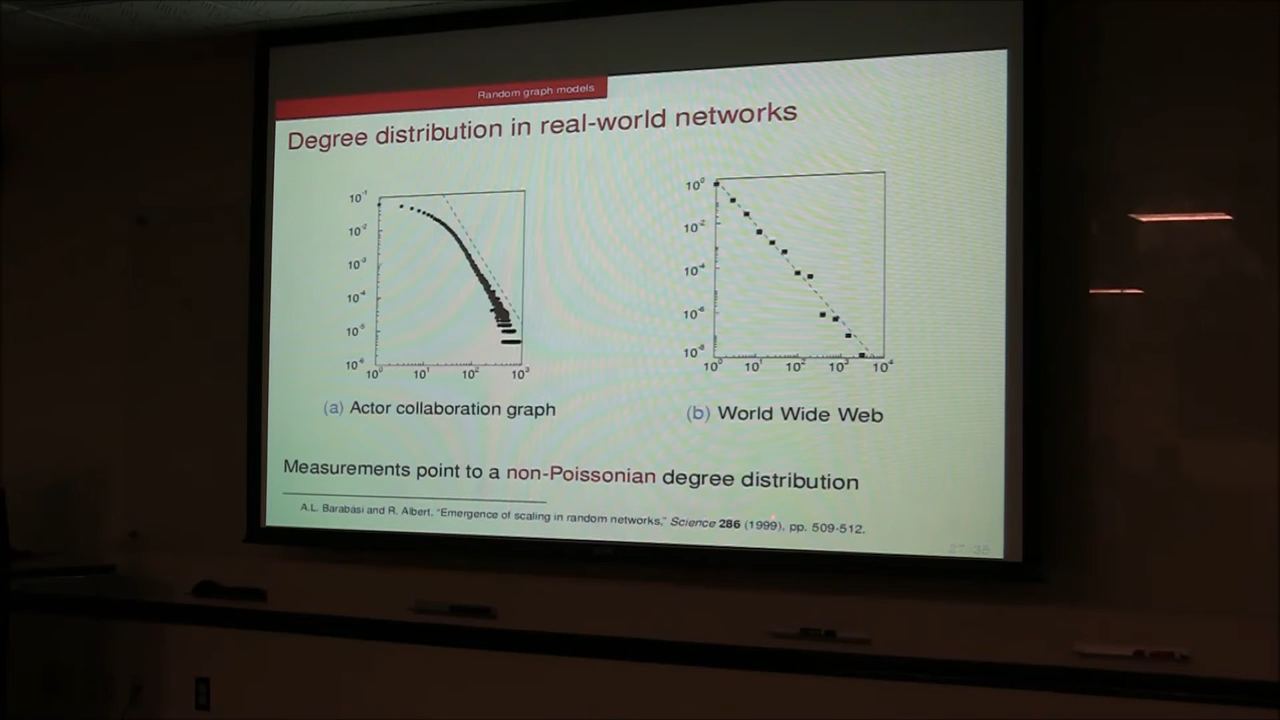 Random graph models
Degree distribution in real-world networks
10⁻¹
10⁻²
10⁻³
10⁻⁴
10⁻⁵
10⁻⁶
10⁰ 10¹ 10² 10³
10⁰
10⁻²
10⁻⁴
10⁻⁶
10⁻⁸
10⁰ 10¹ 10² 10³ 10⁴
(a) Actor collaboration graph
(b) World Wide Web
Measurements point to a non-Poissonian degree distribution
A.L. Barabási and R. Albert, "Emergence of scaling in random networks," Science 286 (1999), pp. 509-512.